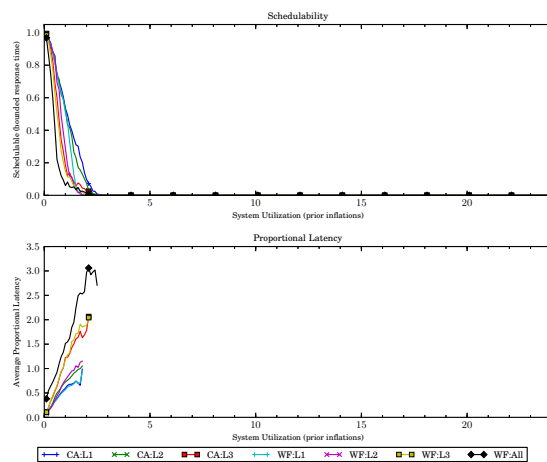 Schedulability
1.0
0.8
0.6
0.4
0.2
0.0
Schedulable (bounded response time)
0 5 10 15 20
System Utilization (prior inflations)
Proportional Latency
3.5
3.0
2.5
2.0
1.5
1.0
0.5
0.0
Average Proportional Latency
0 5 10 15 20
System Utilization (prior inflations)
CA:L1 CA:L2 CA:L3 WF:L1 WF:L2 WF:L3 WF:All